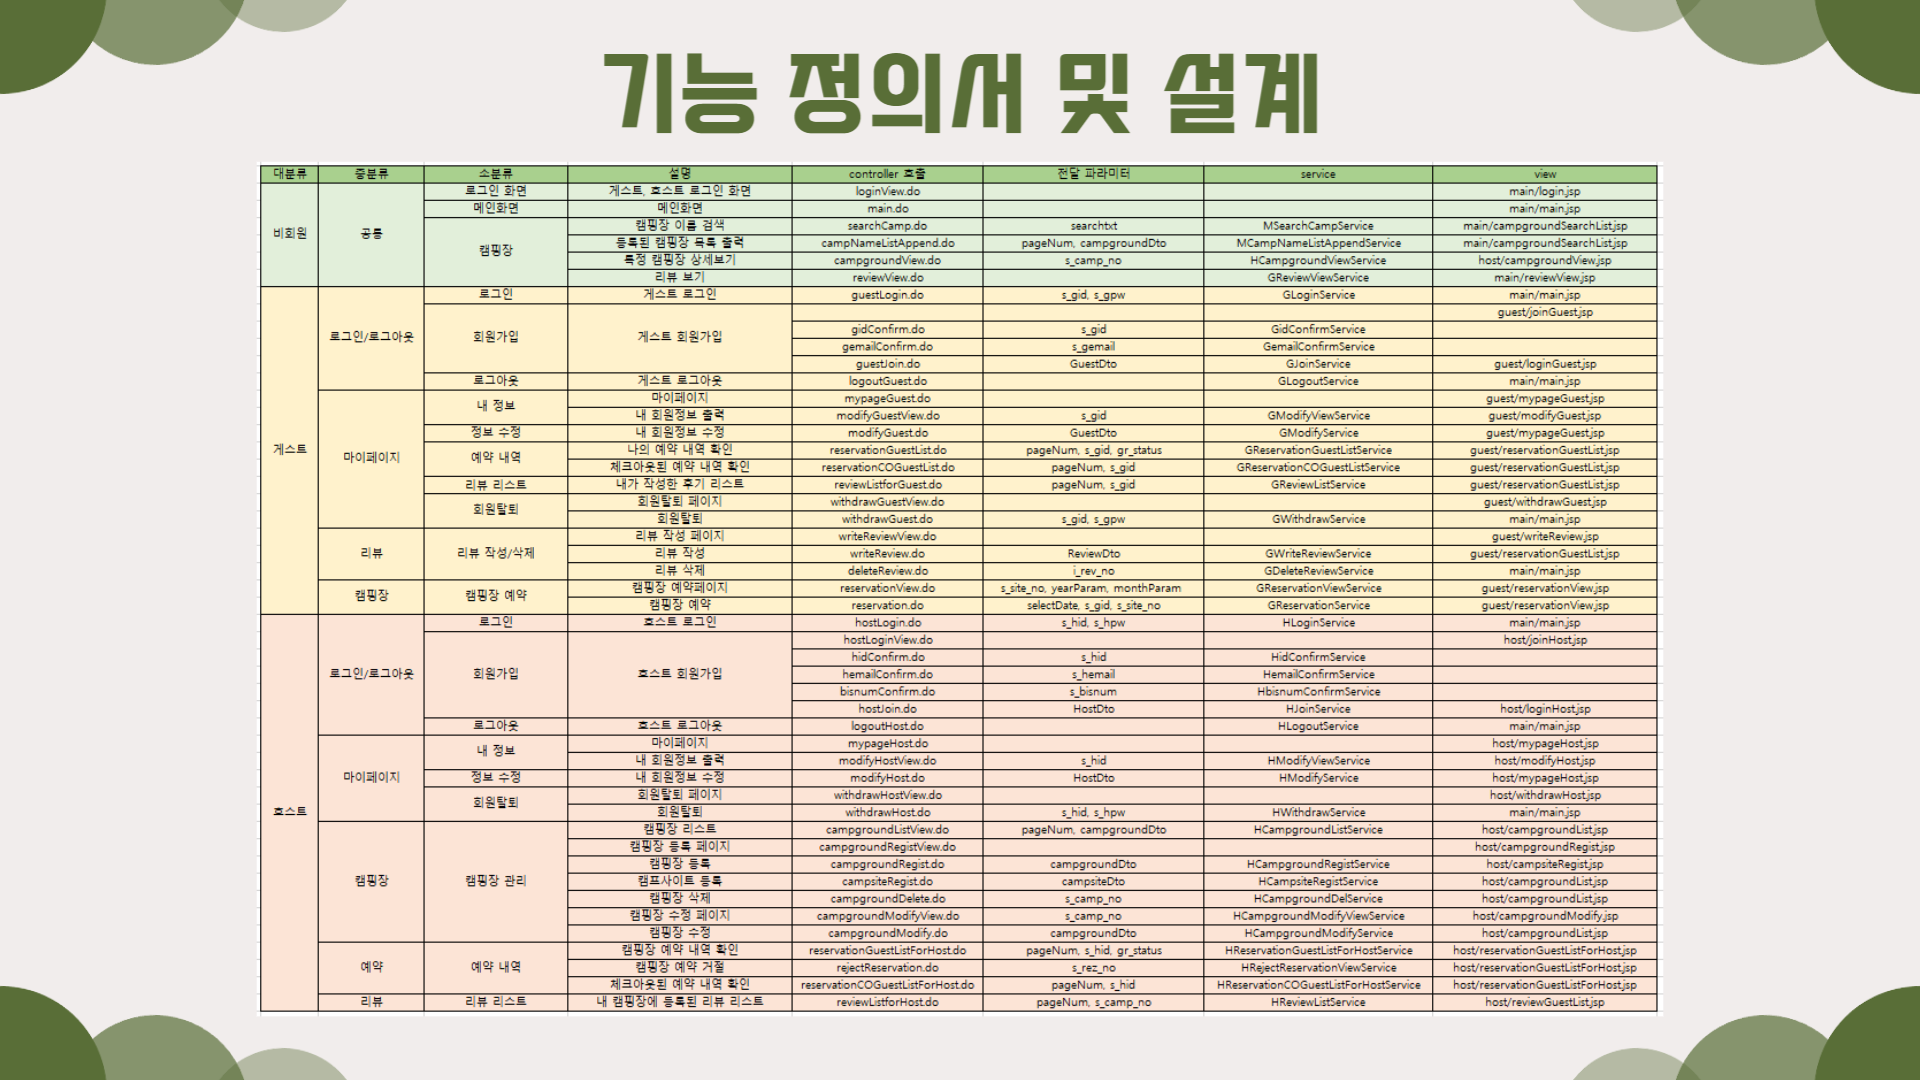 기능 정의서 및 설계
대분류 중분류 소분류 설명 controller 호출 전달 파라미터 service view
비회원 공통 로그인 화면 게스트, 호스트 로그인 화면 loginView.do main/login.jsp
메인화면 메인화면 main.do main/main.jsp
캠핑장 캠핑장 이름 검색 searchCamp.do searchtxt MSearchCampService main/campgroundSearchList.jsp
등록된 캠핑장 목록 출력 campNameListAppend.do pageNum, campgroundDto MCampNameListAppendService main/campgroundSearchList.jsp
특정 캠핑장 상세보기 campgroundView.do s_camp_no HCampgroundViewService host/campgroundView.jsp
리뷰 보기 reviewView.do GReviewViewService main/reviewView.jsp
게스트 로그인/로그아웃 로그인 게스트 로그인 guestLogin.do s_gid, s_gpw GLoginService main/main.jsp
회원가입 게스트 회원가입 guest/joinGuest.jsp
gidConfirm.do s_gid GidConfirmService
gemailConfirm.do s_gemail GemailConfirmService
guestJoin.do GuestDto GJoinService guest/loginGuest.jsp
로그아웃 게스트 로그아웃 logoutGuest.do GLogoutService main/main.jsp
마이페이지 내 정보 마이페이지 mypageGuest.do guest/mypageGuest.jsp
내 회원정보 출력 modifyGuestView.do s_gid GModifyViewService guest/modifyGuest.jsp
정보 수정 내 회원정보 수정 modifyGuest.do GuestDto GModifyService guest/mypageGuest.jsp
예약 내역 나의 예약 내역 확인 reservationGuestList.do pageNum, s_gid, gr_status GReservationGuestListService guest/reservationGuestList.jsp
체크아웃된 예약 내역 확인 reservationCOGuestList.do pageNum, s_gid GReservationCOGuestListService guest/reservationGuestList.jsp
리뷰 리스트 내가 작성한 후기 리스트 reviewListforGuest.do pageNum, s_gid GReviewListService guest/reservationGuestList.jsp
회원탈퇴 회원탈퇴 페이지 withdrawGuestView.do guest/withdrawGuest.jsp
회원탈퇴 withdrawGuest.do s_gid, s_gpw GWithdrawService main/main.jsp
리뷰 리뷰 작성/삭제 리뷰 작성 페이지 writeReviewView.do guest/writeReview.jsp
리뷰 작성 writeReview.do ReviewDto GWriteReviewService guest/reservationGuestList.jsp
리뷰 삭제 deleteReview.do i_rev_no GDeleteReviewService main/main.jsp
캠핑장 캠핑장 예약 캠핑장 예약페이지 reservationView.do s_site_no, yearParam, monthParam GReservationViewService guest/reservationView.jsp
캠핑장 예약 reservation.do selectDate, s_gid, s_site_no GReservationService guest/reservationView.jsp
호스트 로그인/로그아웃 로그인 호스트 로그인 hostLogin.do s_hid, s_hpw HLoginService main/main.jsp
회원가입 호스트 회원가입 hostLoginView.do host/joinHost.jsp
hidConfirm.do s_hid HidConfirmService
hemailConfirm.do s_hemail HemailConfirmService
bisnumConfirm.do s_bisnum HbisnumConfirmService
hostJoin.do HostDto HJoinService host/loginHost.jsp
로그아웃 호스트 로그아웃 logoutHost.do HLogoutService main/main.jsp
마이페이지 내 정보 마이페이지 mypageHost.do host/mypageHost.jsp
내 회원정보 출력 modifyHostView.do s_hid HModifyViewService host/modifyHost.jsp
정보 수정 내 회원정보 수정 modifyHost.do HostDto HModifyService host/mypageHost.jsp
회원탈퇴 회원탈퇴 페이지 withdrawHostView.do host/withdrawHost.jsp
회원탈퇴 withdrawHost.do s_hid, s_hpw HWithdrawService main/main.jsp
캠핑장 캠핑장 관리 캠핑장 리스트 campgroundListView.do pageNum, campgroundDto HCampgroundListService host/campgroundList.jsp
캠핑장 등록 페이지 campgroundRegistView.do host/campgroundRegist.jsp
캠핑장 등록 campgroundRegist.do campgroundDto HCampgroundRegistService host/campsiteRegist.jsp
캠프사이트 등록 campsiteRegist.do campsiteDto HCampsiteRegistService host/campgroundList.jsp
캠핑장 삭제 campgroundDelete.do s_camp_no HCampgroundDelService host/campgroundList.jsp
캠핑장 수정 페이지 campgroundModifyView.do s_camp_no HCampgroundModifyViewService host/campgroundModify.jsp
캠핑장 수정 campgroundModify.do campgroundDto HCampgroundModifyService host/campgroundList.jsp
예약 예약 내역 캠핑장 예약 내역 확인 reservationGuestListForHost.do pageNum, s_hid, gr_status HReservationGuestListForHostService host/reservationGuestListForHost.jsp
캠핑장 예약 거절 rejectReservation.do s_rez_no HRejectReservationViewService host/reservationGuestListForHost.jsp
체크아웃된 예약 내역 확인 reservationCOGuestListForHost.do pageNum, s_hid HReservationCOGuestListForHostService host/reservationGuestListForHost.jsp
리뷰 리뷰 리스트 내 캠핑장에 등록된 리뷰 리스트 reviewListforHost.do pageNum, s_camp_no HReviewListService host/reviewGuestList.jsp